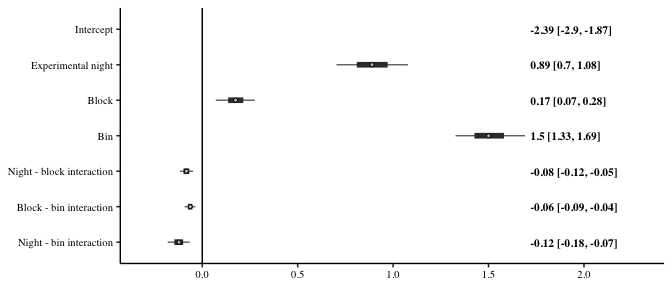 Intercept -2.39 [-2.9, -1.87]
Experimental night 0.89 [0.7, 1.08]
Block 0.17 [0.07, 0.28]
Bin 1.5 [1.33, 1.69]
Night - block interaction -0.08 [-0.12, -0.05]
Block - bin interaction -0.06 [-0.09, -0.04]
Night - bin interaction -0.12 [-0.18, -0.07]
0.0 0.5 1.0 1.5 2.0